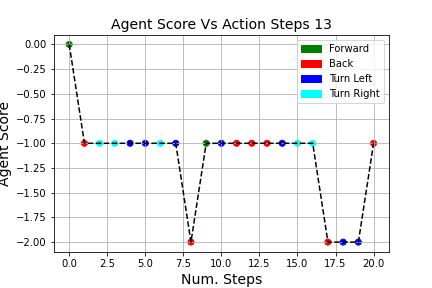 Agent Score Vs Action Steps 13
Agent Score
0.00
−0.25
−0.50
−0.75
−1.00
−1.25
−1.50
−1.75
−2.00
Forward
Back
Turn Left
Turn Right
0.0 2.5 5.0 7.5 10.0 12.5 15.0 17.5 20.0
Num. Steps